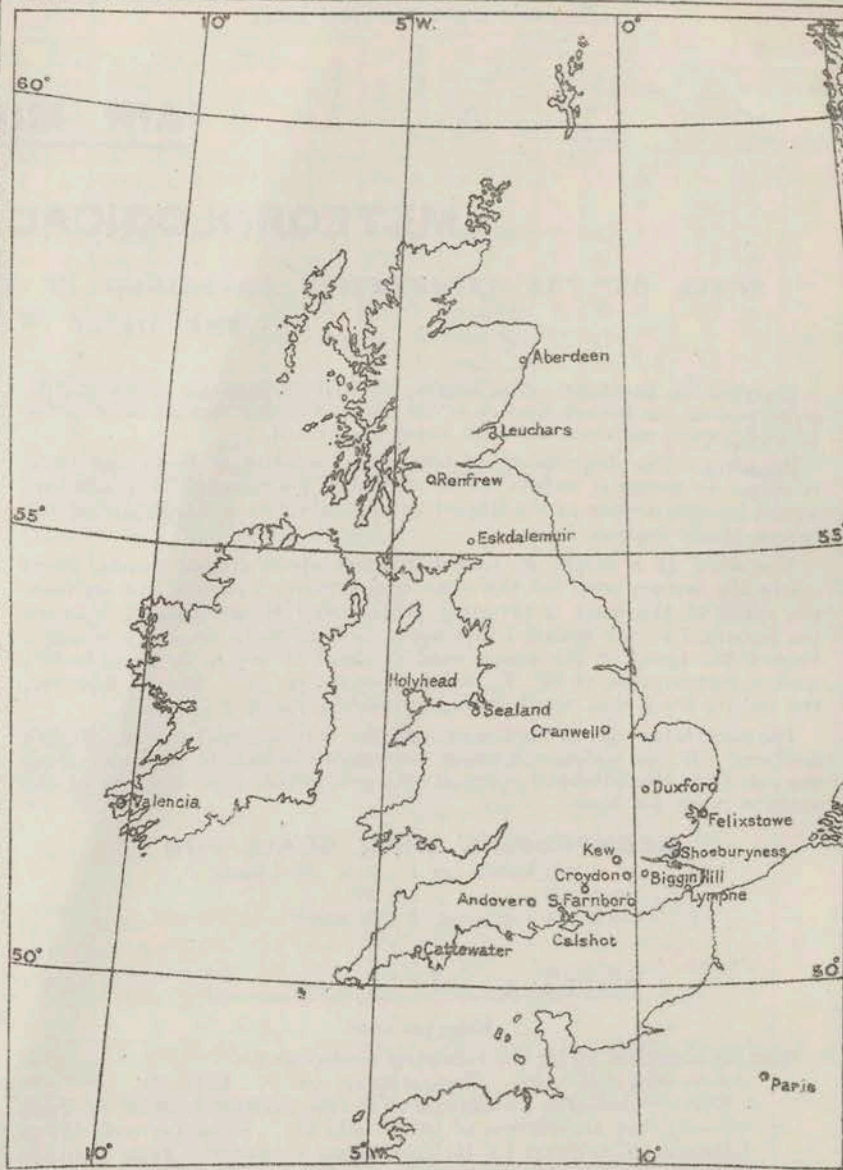 10°
5°W.
0°
60°
Aberdeen
Leuchars
Renfrew
Eskdalemuir
55°
55°
Holyhead
Sealand
Cranwell
Duxford
Valencia
Felixstowe
Shoeburyness
Kew
Croydon
Biggin Hill
Lympne
Andover
S. Farnboro
Calshot
Cattewater
50°
50°
Paris
10°
5°W.
10°